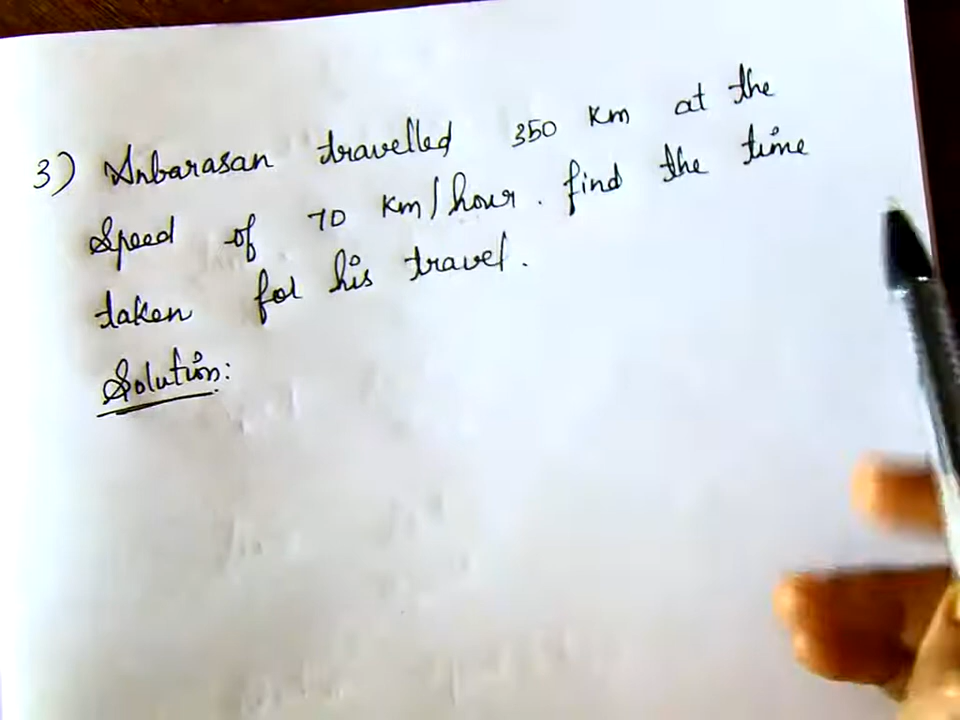 3) Anbarasan travelled 350 km at the
speed of 70 km/hour. find the time
taken for his travel.
Solution: